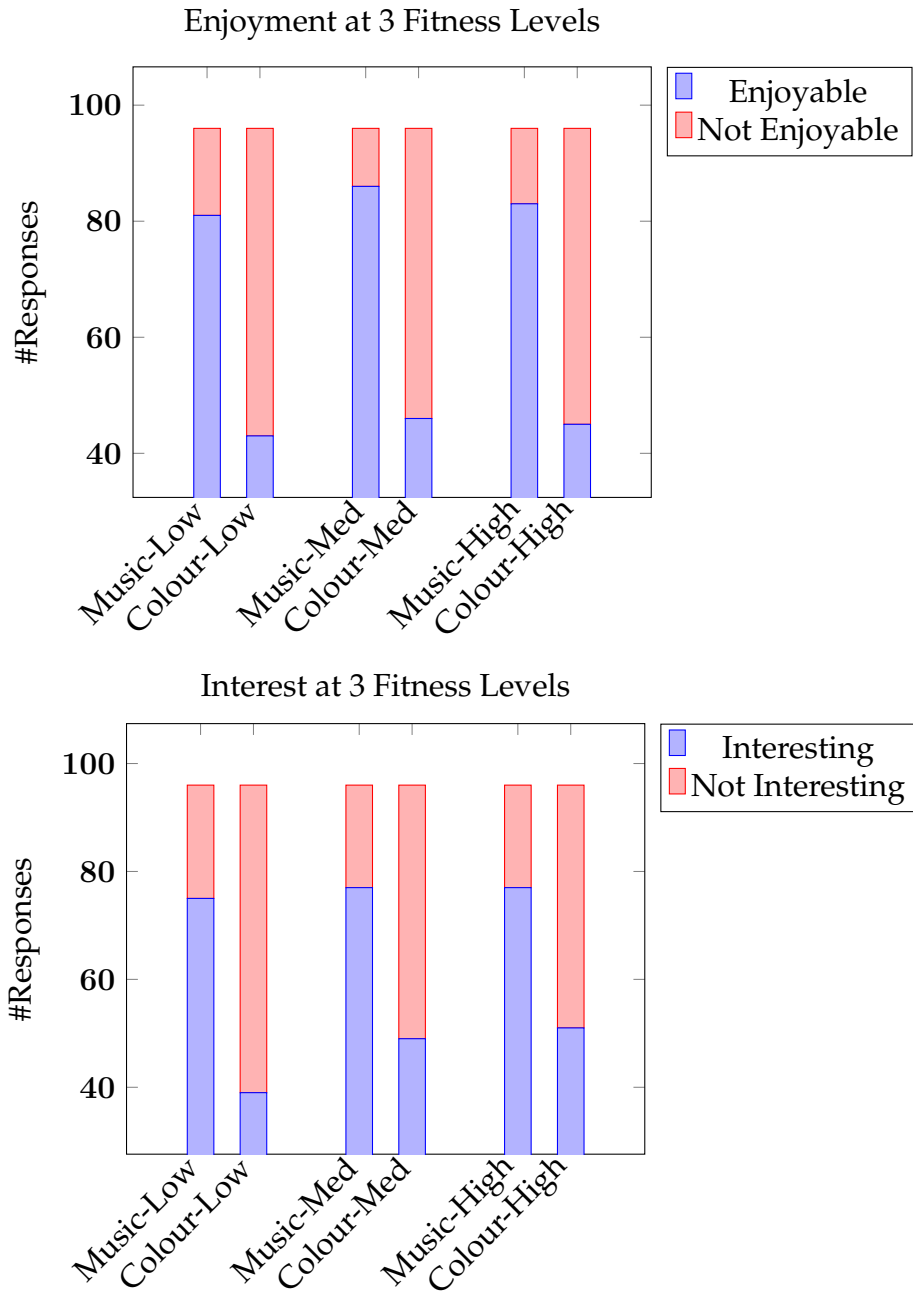 Enjoyment at 3 Fitness Levels
Enjoyable
Not Enjoyable
100
80
60
40
#Responses
Music-Low
Colour-Low
Music-Med
Colour-Med
Music-High
Colour-High
Interest at 3 Fitness Levels
Interesting
Not Interesting
100
80
60
40
#Responses
Music-Low
Colour-Low
Music-Med
Colour-Med
Music-High
Colour-High